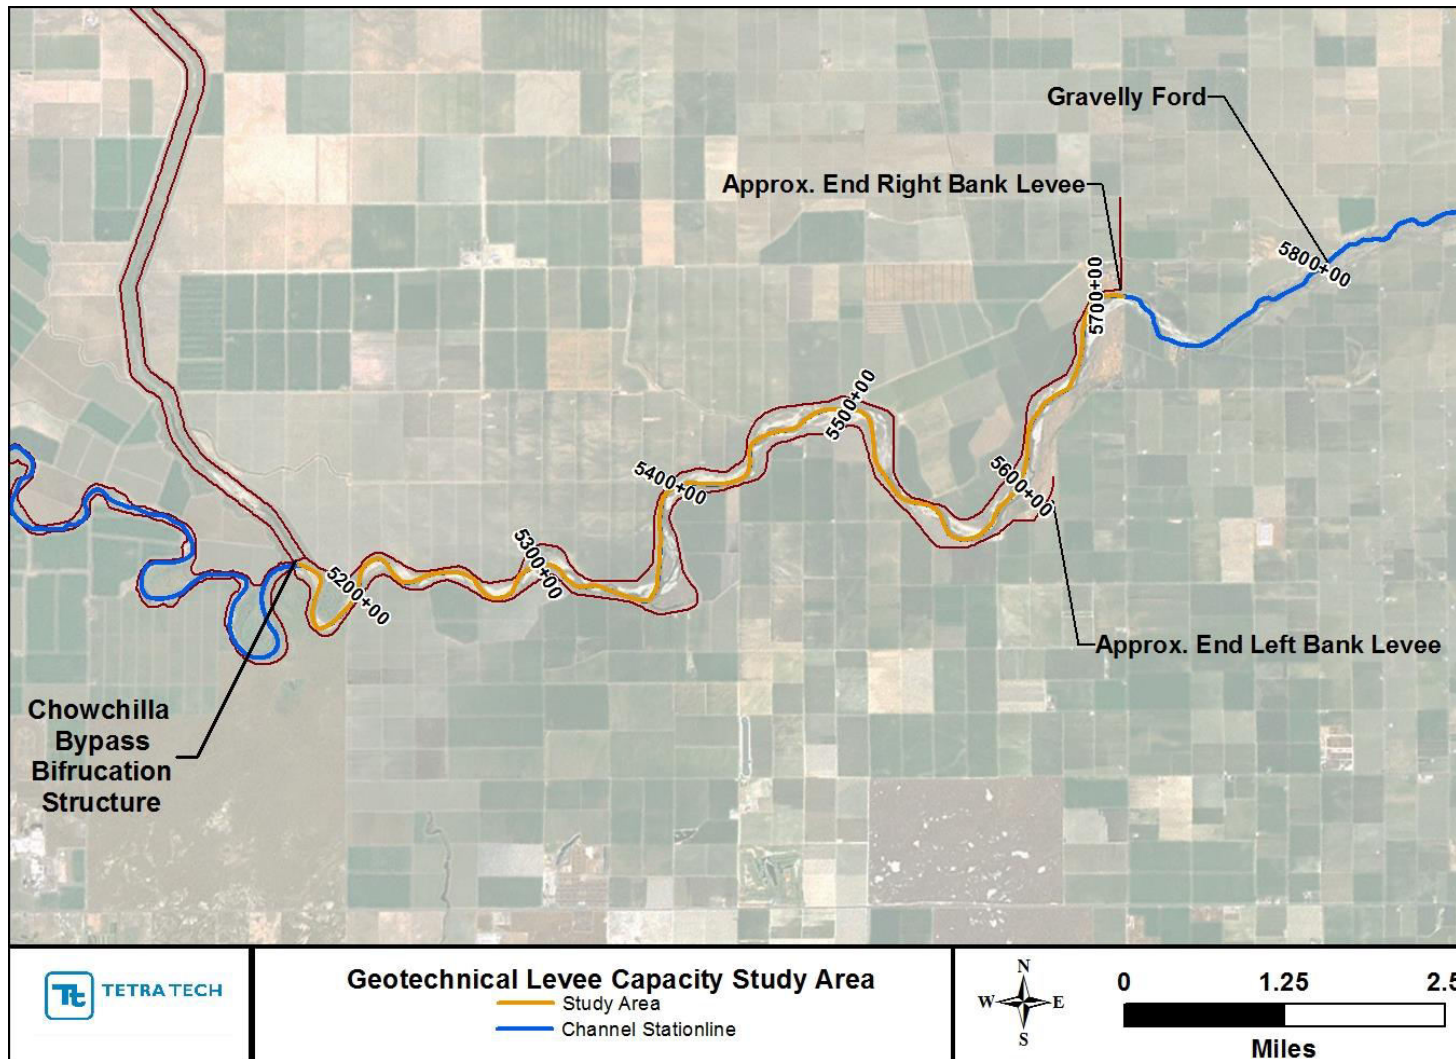 Gravelly Ford
Approx. End Right Bank Levee
5800+00
5700+00
5500+00
5400+00
5600+00
5300+00
5200+00
Approx. End Left Bank Levee
Chowchilla
Bypass
Bifrucation
Structure
Tt TETRA TECH
Geotechnical Levee Capacity Study Area
Study Area
Channel Stationline
N
W E
S
0 1.25 2.5
Miles